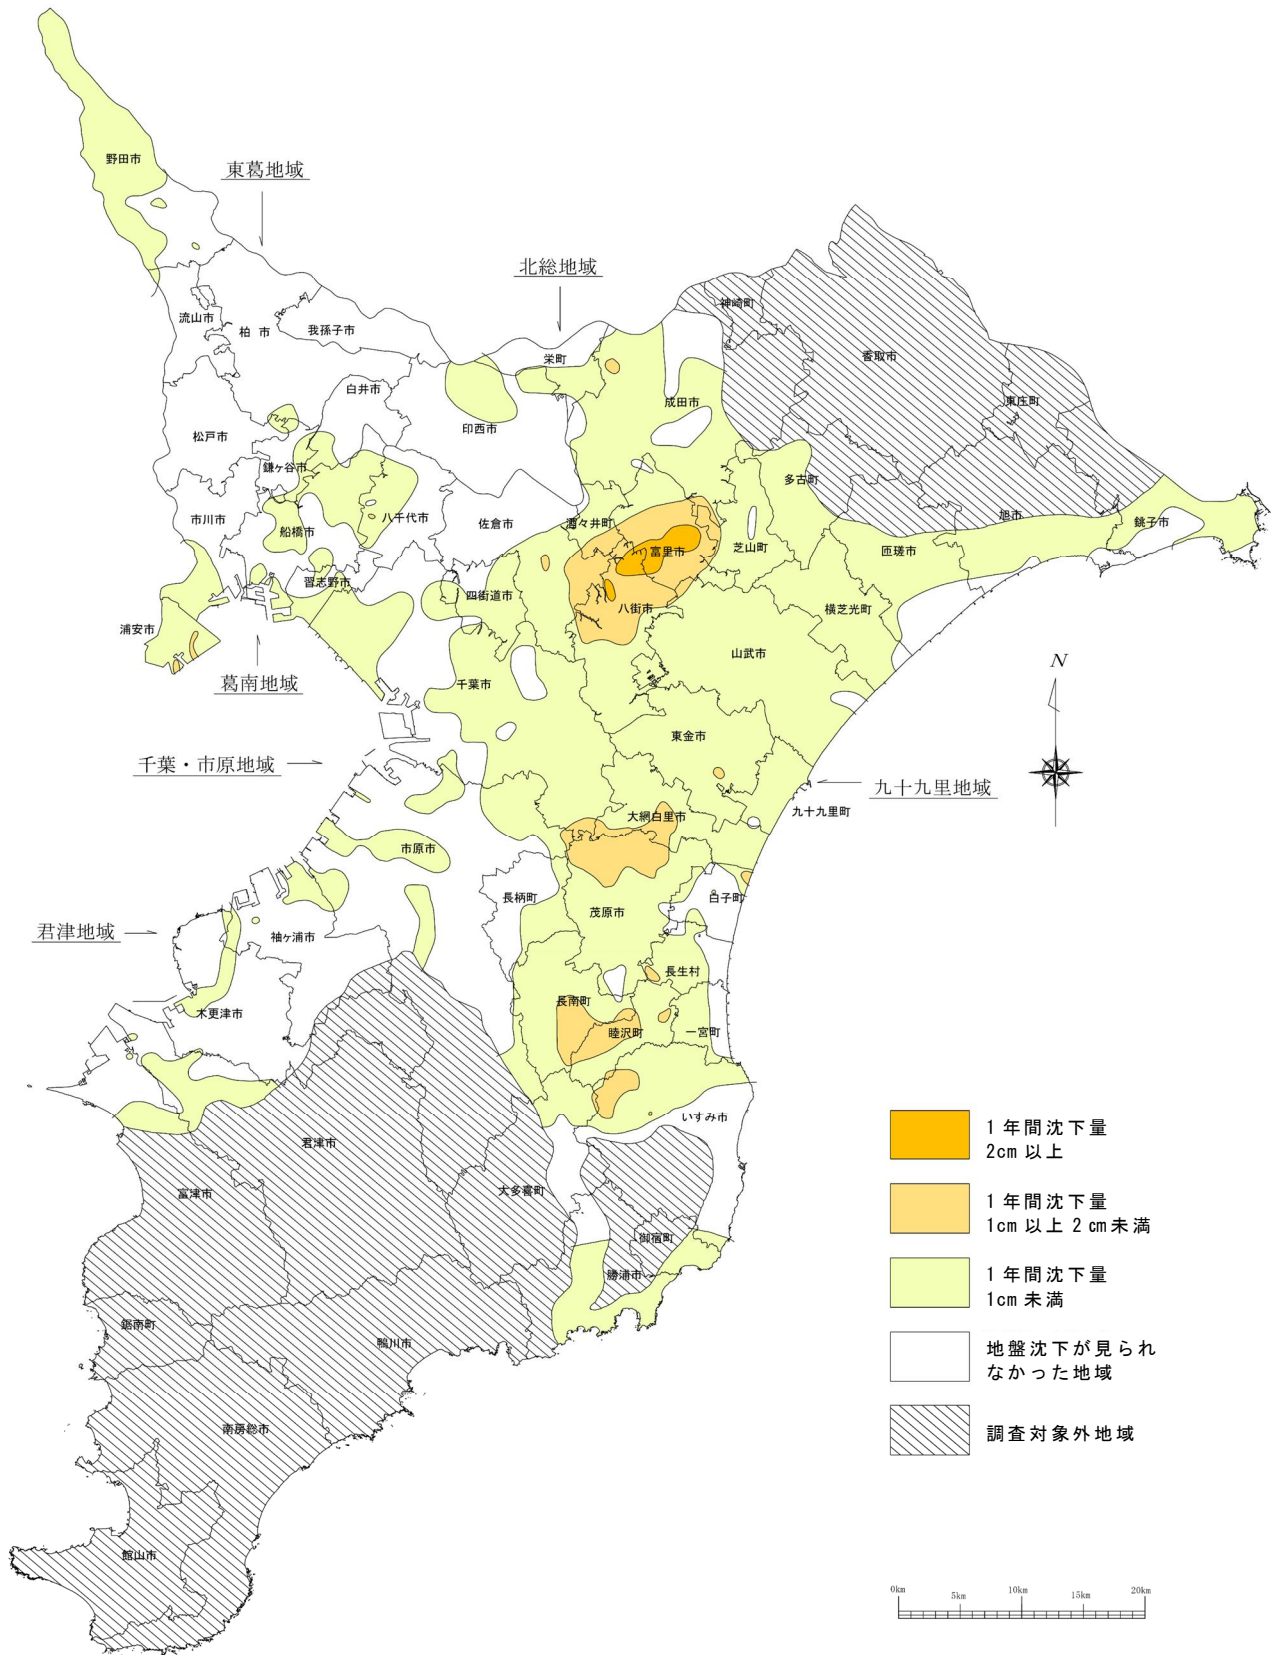 野田市
東葛地域
北総地域
神崎町
流山市
柏 市
我孫子市
栄町
香取市
白井市
成田市
東庄町
松戸市
印西市
鎌ヶ谷市
多古町
市川市
船橋市
八千代市
佐倉市
酒々井町
旭市
銚子市
富里市
芝山町
匝瑳市
習志野市
四街道市
八街市
横芝光町
浦安市
山武市
N
葛南地域
千葉市
東金市
千葉・市原地域
九十九里地域
九十九里町
大網白里市
市原市
長柄町
白子町
茂原市
君津地域
袖ヶ浦市
長生村
長南町
木更津市
睦沢町
一宮町
いすみ市
君津市
大多喜町
富津市
御宿町
勝浦市
鋸南町
鴨川市
南房総市
館山市
1年間沈下量
2cm以上
1年間沈下量
1cm以上 2cm未満
1年間沈下量
1cm未満
地盤沈下が見られ
なかった地域
調査対象外地域
0km 5km 10km 15km 20km